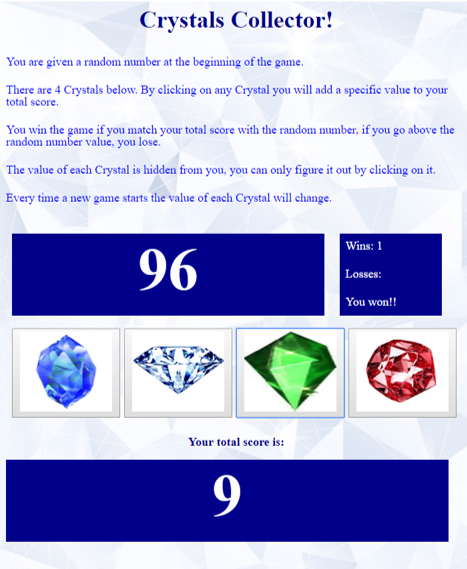 Crystals Collector!
You are given a random number at the beginning of the game.
There are 4 Crystals below. By clicking on any Crystal you will add a specific value to your
total score.
You win the game if you match your total score with the random number, if you go above the
random number value, you lose.
The value of each Crystal is hidden from you, you can only figure it out by clicking on it.
Every time a new game starts the value of each Crystal will change.
96
Wins: 1
Losses:
You won!!
Your total score is:
9